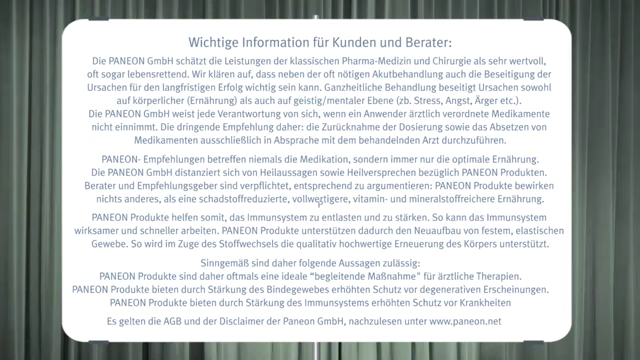 Wichtige Information für Kunden und Berater:
Die PANEON GmbH schätzt die Leistungen der klassischen Pharma-Medizin und Chirurgie als sehr wertvoll,
oft sogar lebensrettend. Wir klären auf, dass neben der oft nötigen Akutbehandlung auch die Beseitigung der
Ursachen für den langfristigen Erfolg wichtig sein kann. Ganzheitliche Behandlung beseitigt Ursachen sowohl
auf körperlicher (Ernährung) als auch auf geistig/mentaler Ebene (zb. Stress, Angst, Ärger etc.).
Die PANEON GmbH weist jede Verantwortung von sich, wenn ein Anwender ärztlich verordnete Medikamente
nicht einnimmt. Die dringende Empfehlung daher: die Zurücknahme der Dosierung sowie das Absetzen von
Medikamenten ausschließlich in Absprache mit dem behandelnden Arzt durchzuführen.
PANEON- Empfehlungen betreffen niemals die Medikation, sondern immer nur die optimale Ernährung.
Die PANEON GmbH distanziert sich von Heilaussagen sowie Heilversprechen bezüglich PANEON Produkten.
Berater und Empfehlungsgeber sind verpflichtet, entsprechend zu argumentieren: PANEON Produkte bewirken
nichts anderes, als eine schadstoffreduzierte, vollwertigere, vitamin- und mineralstoffreichere Ernährung.
PANEON Produkte helfen somit, das Immunsystem zu entlasten und zu stärken. So kann das Immunsystem
wirksamer und schneller arbeiten. PANEON Produkte unterstützen dadurch den Neuaufbau von festem, elastischen
Gewebe. So wird im Zuge des Stoffwechsels die qualitativ hochwertige Erneuerung des Körpers unterstützt.
Sinngemäß sind daher folgende Aussagen zulässig:
PANEON Produkte sind daher oftmals eine ideale “begleitende Maßnahme" für ärztliche Therapien.
PANEON Produkte bieten durch Stärkung des Bindegewebes erhöhten Schutz vor degenerativen Erscheinungen.
PANEON Produkte bieten durch Stärkung des Immunsystems erhöhten Schutz vor Krankheiten
Es gelten die AGB und der Disclaimer der Paneon GmbH, nachzulesen unter www.paneon.net